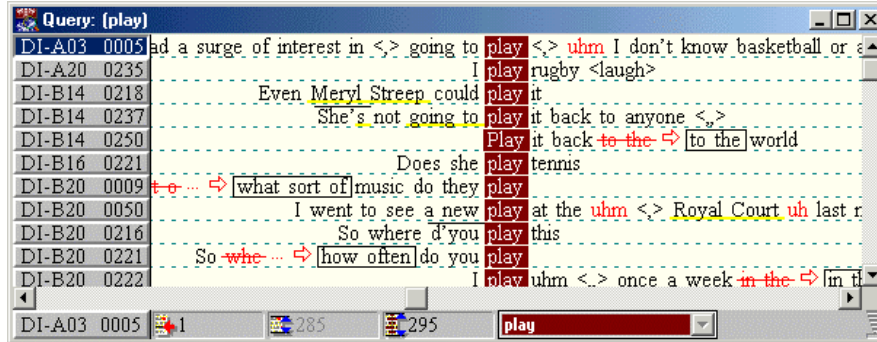 Query: (play)
DI-A03 0005 ad a surge of interest in <,> going to play <,> uhm I don't know basketball or a
DI-A20 0235 I play rugby <laugh>
DI-B14 0218 Even Meryl Streep could play it
DI-B14 0237 She's not going to play it back to anyone <,,>
DI-B14 0250 Play it back to the ⇨ to the world
DI-B16 0221 Does she play tennis
DI-B20 0009 t o ... ⇨ what sort of music do they play
DI-B20 0050 I went to see a new play at the uhm <,> Royal Court uh last
DI-B20 0216 So where d'you play this
DI-B20 0221 So whe ... ⇨ how often do you play
DI-B20 0222 I play uhm <,> once a week in the ⇨ in
DI-A03 0005 1 285 295 play